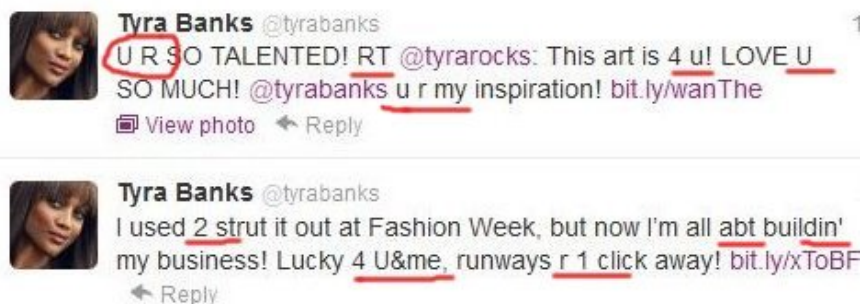 Tyra Banks @tyrabanks
U R SO TALENTED! RT @tyrarocks: This art is 4 u! LOVE U
SO MUCH! @tyrabanks u r my inspiration! bit.ly/wanThe
View photo Reply
Tyra Banks @tyrabanks
I used 2 strut it out at Fashion Week, but now I'm all abt buildin'
my business! Lucky 4 U&me, runways r 1 click away! bit.ly/xToBF
Reply